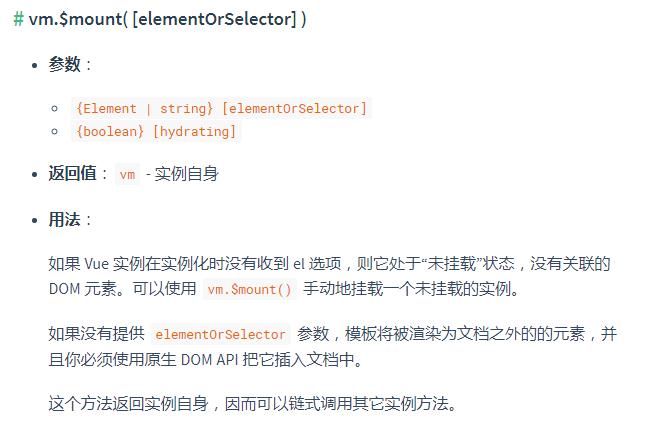 # vm.$mount( [elementOrSelector] )
参数：
{Element | string} [elementOrSelector]
{boolean} [hydrating]
返回值：vm - 实例自身
用法：
如果 Vue 实例在实例化时没有收到 el 选项，则它处于“未挂载”状态，没有关联的
DOM 元素。可以使用 vm.$mount() 手动地挂载一个未挂载的实例。
如果没有提供 elementOrSelector 参数，模板将被渲染为文档之外的的元素，并
且你必须使用原生 DOM API 把它插入文档中。
这个方法返回实例自身，因而可以链式调用其它实例方法。